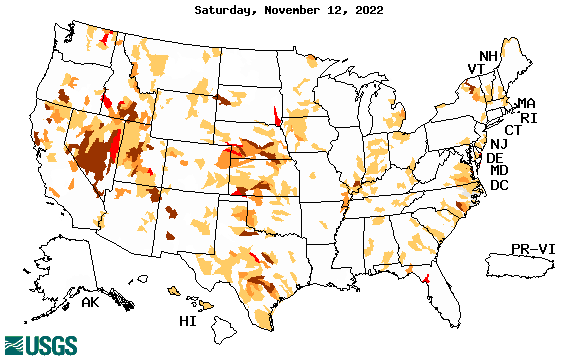 Saturday, November 12, 2022
NH
VT
MA
RI
CT
NJ
DE
MD
DC
PR-VI
AK
HI
USGS